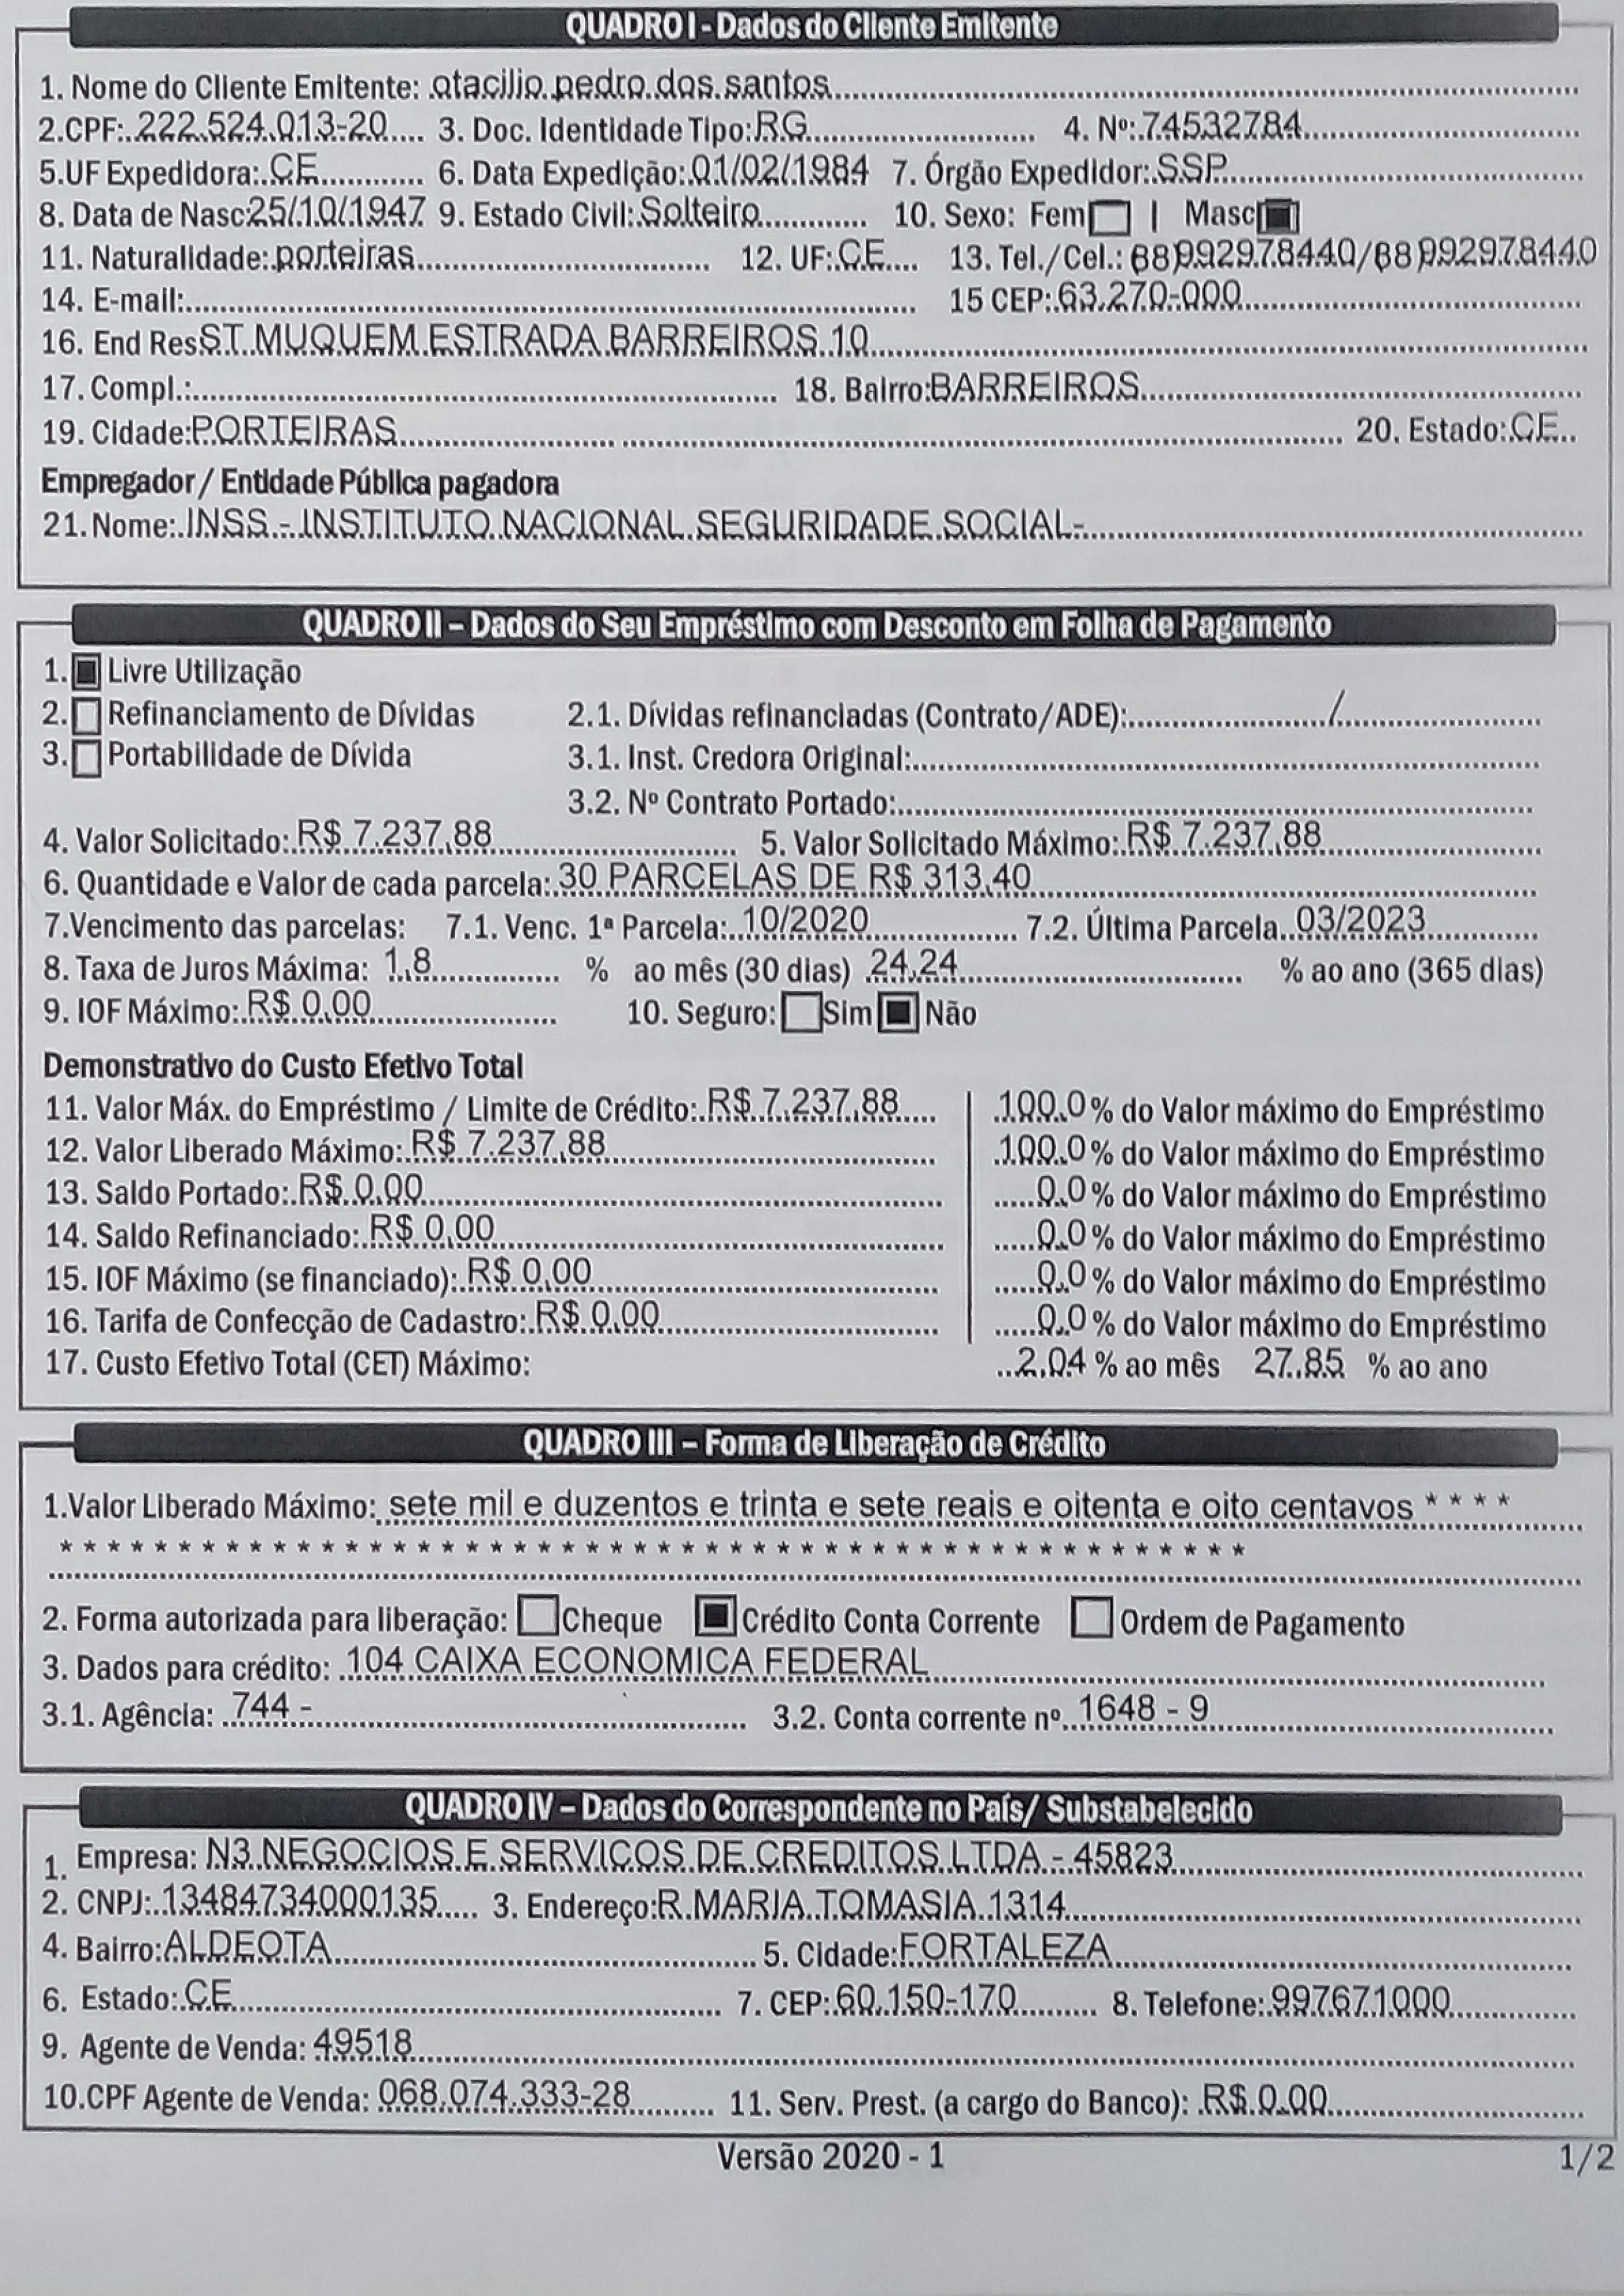 QUADRO I - Dados do Cliente Emitente
1. Nome do Cliente Emitente: otacilio pedro dos santos
2.CPF: 222.524.013-20 3. Doc. Identidade Tipo: RG 4. Nº: 74532784
5.UF Expedidora: CE 6. Data Expedição: 01/02/1984 7. Órgão Expedidor: SSP
8. Data de Nasc: 25/10/1947 9. Estado Civil: Solteiro 10. Sexo: Fem | Masc
11. Naturalidade: porteiras 12. UF: CE 13. Tel./Cel.: (88)992978440/(88)992978440
14. E-mail: 15 CEP: 63.270-000
16. End Res ST MUQUEM ESTRADA BARREIROS 10
17. Compl.: 18. Bairro: BARREIROS
19. Cidade: PORTEIRAS 20. Estado: CE
Empregador / Entidade Pública pagadora
21. Nome: INSS - INSTITUTO NACIONAL SEGURIDADE SOCIAL-
QUADRO II – Dados do Seu Empréstimo com Desconto em Folha de Pagamento
1. Livre Utilização
2. Refinanciamento de Dívidas 2.1. Dívidas refinanciadas (Contrato/ADE): /
3. Portabilidade de Dívida 3.1. Inst. Credora Original:
3.2. Nº Contrato Portado:
4. Valor Solicitado: R$ 7.237,88 5. Valor Solicitado Máximo: R$ 7.237,88
6. Quantidade e Valor de cada parcela: 30 PARCELAS DE R$ 313,40
7.Vencimento das parcelas: 7.1. Venc. 1ª Parcela: 10/2020 7.2. Última Parcela 03/2023
8. Taxa de Juros Máxima: 1,8 % ao mês (30 dias) 24,24 % ao ano (365 dias)
9. IOF Máximo: R$ 0,00 10. Seguro: Sim Não
Demonstrativo do Custo Efetivo Total
11. Valor Máx. do Empréstimo / Limite de Crédito: R$ 7.237,88 100.0 % do Valor máximo do Empréstimo
12. Valor Liberado Máximo: R$ 7.237,88 100.0 % do Valor máximo do Empréstimo
13. Saldo Portado: R$ 0,00 0.0 % do Valor máximo do Empréstimo
14. Saldo Refinanciado: R$ 0,00 0.0 % do Valor máximo do Empréstimo
15. IOF Máximo (se financiado): R$ 0,00 0.0 % do Valor máximo do Empréstimo
16. Tarifa de Confecção de Cadastro: R$ 0,00 0.0 % do Valor máximo do Empréstimo
17. Custo Efetivo Total (CET) Máximo: 2,04 % ao mês 27,85 % ao ano
QUADRO III – Forma de Liberação de Crédito
1.Valor Liberado Máximo: sete mil e duzentos e trinta e sete reais e oitenta e oito centavos * * * *
* * * * * * * * * * * * * * * * * * * * * * * * * * * * * * * * * * * * * * * * * * * * * * * * * *
2. Forma autorizada para liberação: Cheque Crédito Conta Corrente Ordem de Pagamento
3. Dados para crédito: 104 CAIXA ECONOMICA FEDERAL
3.1. Agência: 744 - 3.2. Conta corrente nº 1648 - 9
QUADRO IV – Dados do Correspondente no País/ Substabelecido
1. Empresa: N3 NEGOCIOS E SERVICOS DE CREDITOS LTDA - 45823
2. CNPJ: 13484734000135 3. Endereço: R MARIA TOMASIA 1314
4. Bairro: ALDEOTA 5. Cidade: FORTALEZA
6. Estado: CE 7. CEP: 60.150-170 8. Telefone: 997671000
9. Agente de Venda: 49518
10.CPF Agente de Venda: 068.074.333-28 11. Serv. Prest. (a cargo do Banco): R$ 0,00
Versão 2020 - 1 1/2